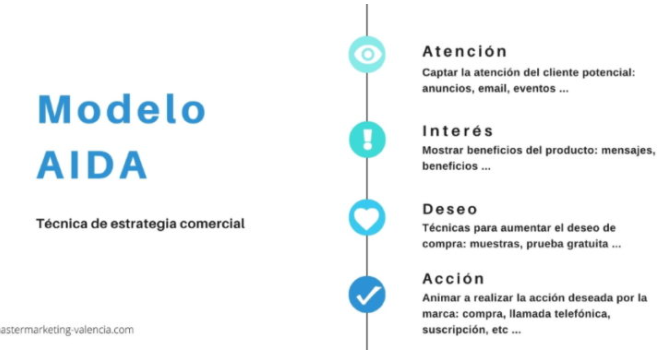 Modelo
AIDA
Técnica de estrategia comercial
Atención
Captar la atención del cliente potencial:
anuncios, email, eventos ...
Interés
Mostrar beneficios del producto: mensajes,
beneficios ...
Deseo
Técnicas para aumentar el deseo de
compra: muestras, prueba gratuita ...
Acción
Animar a realizar la acción deseada por la
marca: compra, llamada telefónica,
suscripción, etc ...
astermarketing-valencia.com